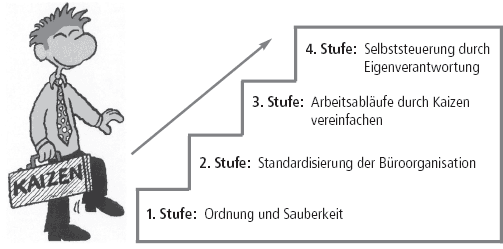 KAIZEN
4. Stufe: Selbststeuerung durch
Eigenverantwortung
3. Stufe: Arbeitsabläufe durch Kaizen
vereinfachen
2. Stufe: Standardisierung der Büroorganisation
1. Stufe: Ordnung und Sauberkeit